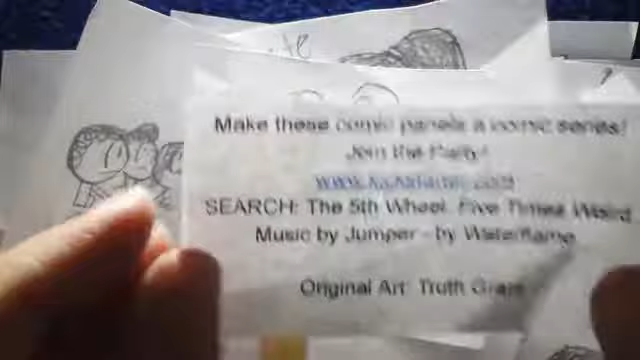 Make these comic panels a comic series!
Join the Party!
SEARCH: The 5th Wheel. Five Times Weird
Music by Jumper - by Waterflame
Original Art: Truth